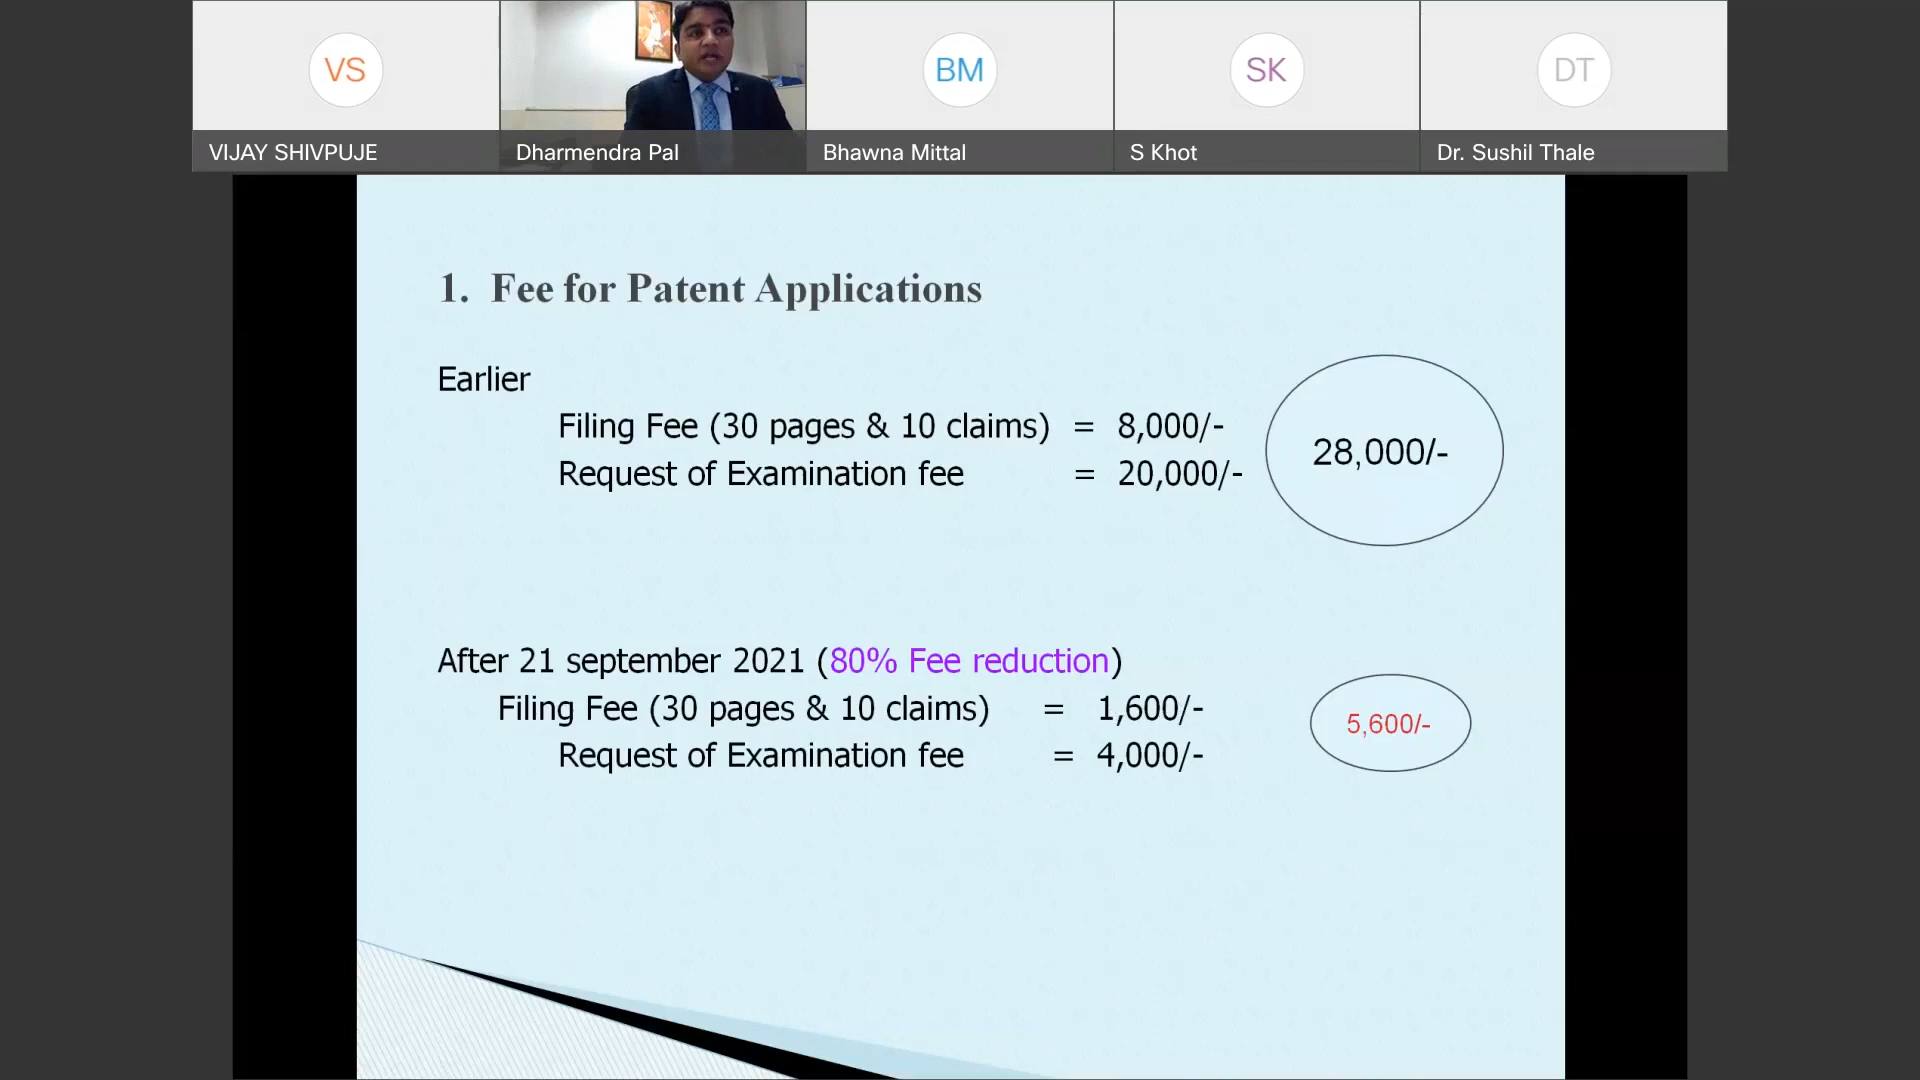 VS
BM
SK
DT
VIJAY SHIVPUJE
Dharmendra Pal
Bhawna Mittal
S Khot
Dr. Sushil Thale
1. Fee for Patent Applications
Earlier
Filing Fee (30 pages & 10 claims) = 8,000/-
Request of Examination fee = 20,000/-
28,000/-
After 21 september 2021 (80% Fee reduction)
Filing Fee (30 pages & 10 claims) = 1,600/-
Request of Examination fee = 4,000/-
5,600/-